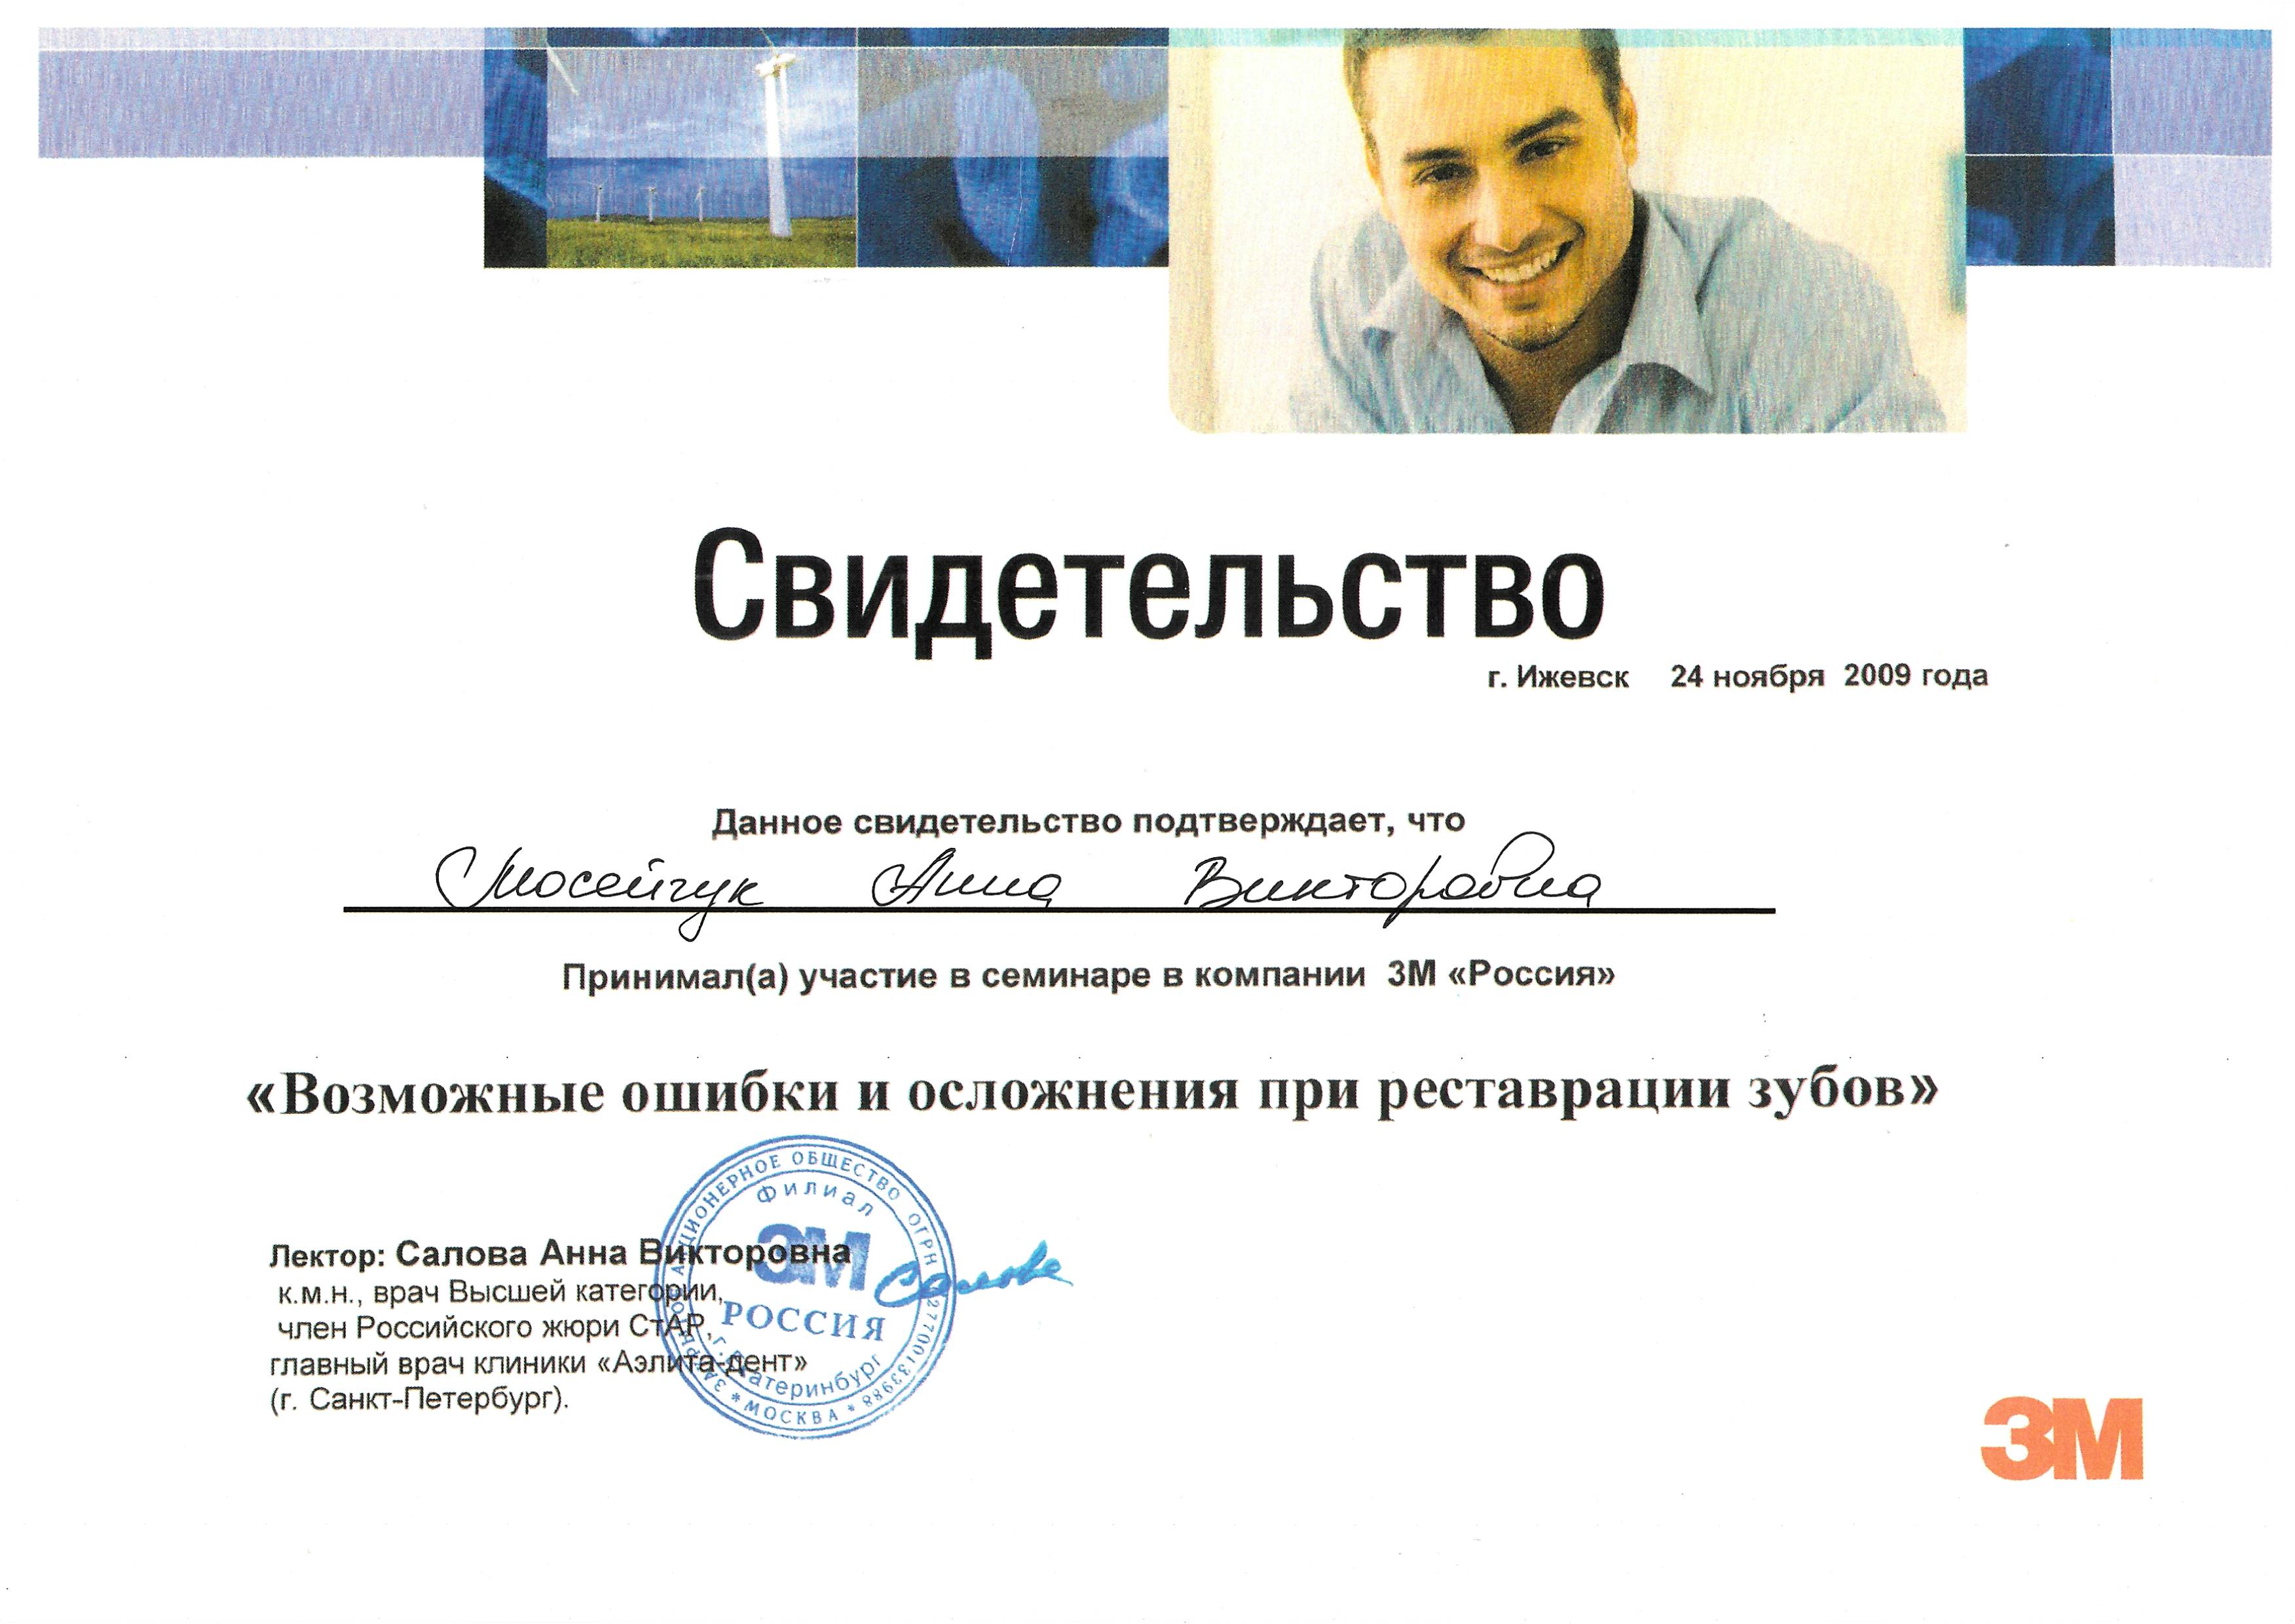 Свидетельство
г. Ижевск 24 ноября 2009 года
Данное свидетельство подтверждает, что
Мосейчук Анна Викторовна
Принимал(а) участие в семинаре в компании 3М «Россия»
«Возможные ошибки и осложнения при реставрации зубов»
Лектор: Салова Анна Викторовна
к.м.н., врач Высшей категории,
член Российского жюри СтАР,
главный врач клиники «Аэлита-дент»
(г. Санкт-Петербург).
АКЦИОНЕРНОЕ ОБЩЕСТВО ОГРН
* МОСКВА *
Филиал
3М
РОССИЯ
г. Екатеринбург
Салова
3M